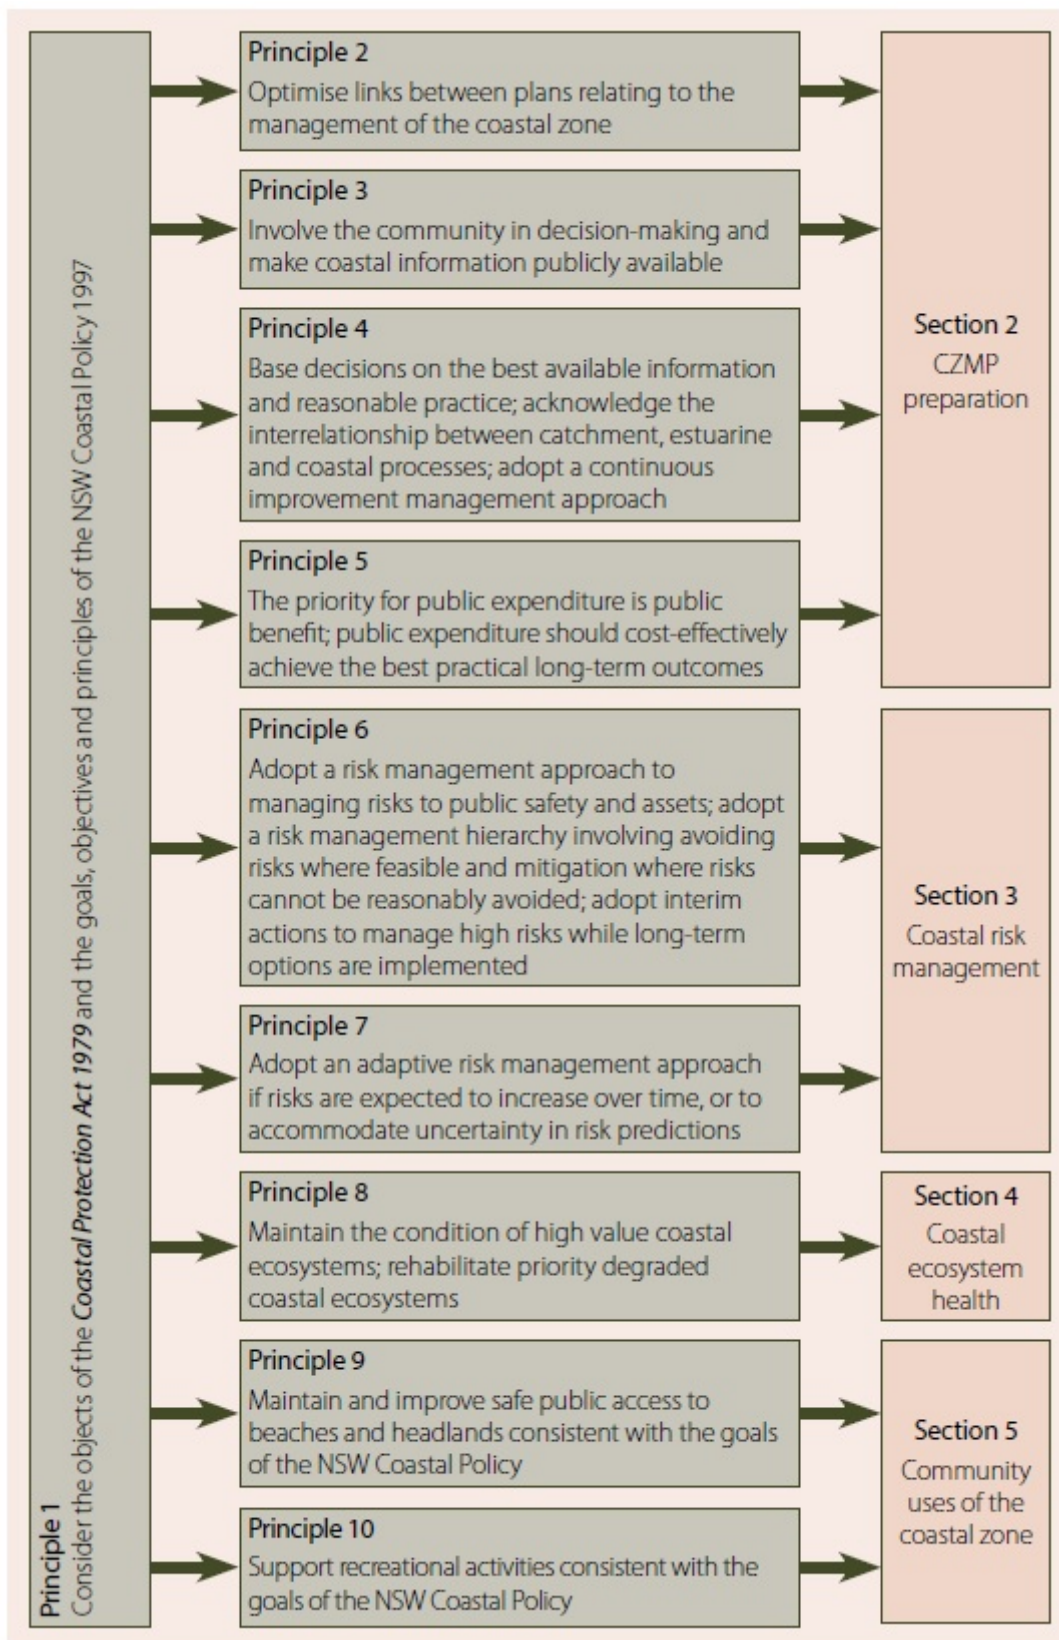 Principle 1
Consider the objects of the Coastal Protection Act 1979 and the goals, objectives and principles of the NSW Coastal Policy 1997
Principle 2
Optimise links between plans relating to the
management of the coastal zone
Principle 3
Involve the community in decision-making and
make coastal information publicly available
Principle 4
Base decisions on the best available information
and reasonable practice; acknowledge the
interrelationship between catchment, estuarine
and coastal processes; adopt a continuous
improvement management approach
Principle 5
The priority for public expenditure is public
benefit; public expenditure should cost-effectively
achieve the best practical long-term outcomes
Section 2
CZMP
preparation
Principle 6
Adopt a risk management approach to
managing risks to public safety and assets; adopt
a risk management hierarchy involving avoiding
risks where feasible and mitigation where risks
cannot be reasonably avoided; adopt interim
actions to manage high risks while long-term
options are implemented
Principle 7
Adopt an adaptive risk management approach
if risks are expected to increase over time, or to
accommodate uncertainty in risk predictions
Section 3
Coastal risk
management
Principle 8
Maintain the condition of high value coastal
ecosystems; rehabilitate priority degraded
coastal ecosystems
Section 4
Coastal
ecosystem
health
Principle 9
Maintain and improve safe public access to
beaches and headlands consistent with the goals
of the NSW Coastal Policy
Principle 10
Support recreational activities consistent with the
goals of the NSW Coastal Policy
Section 5
Community
uses of the
coastal zone